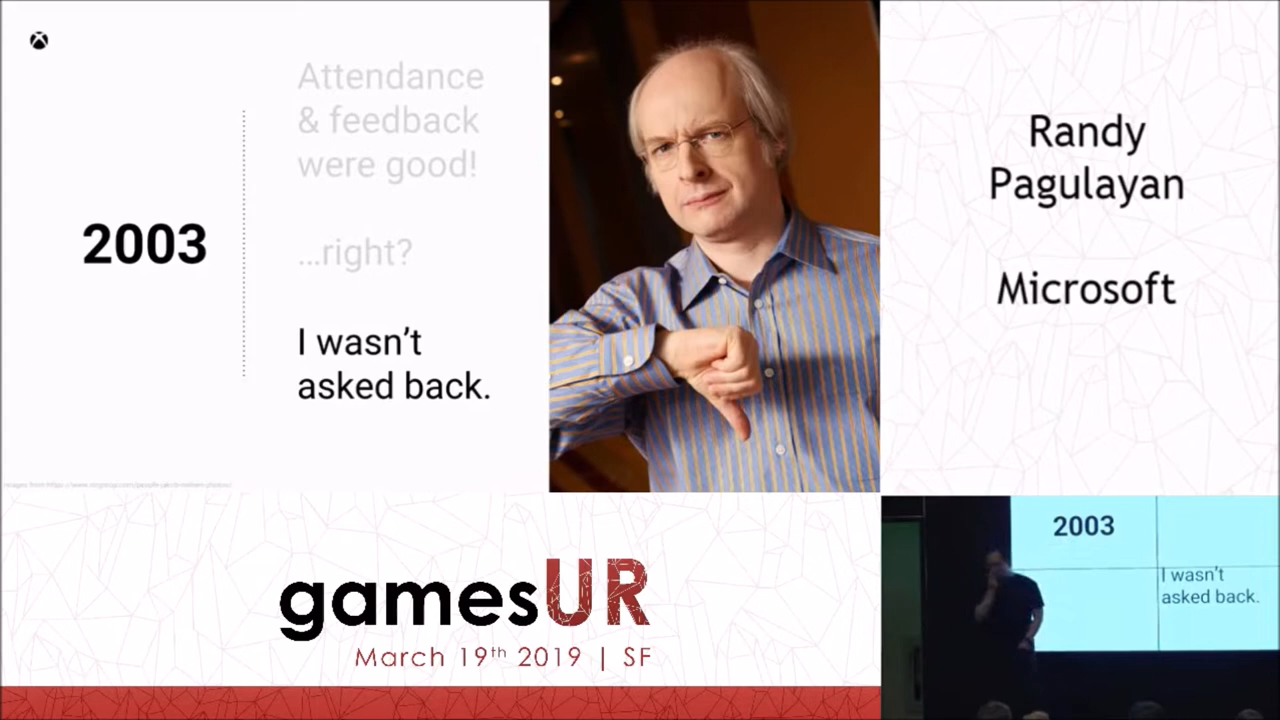 Attendance
& feedback
were good!
...right?
2003
I wasn't
asked back.
Randy
Pagulayan
Microsoft
gamesUR
March 19th 2019 | SF
2003
I wasn't
asked back.